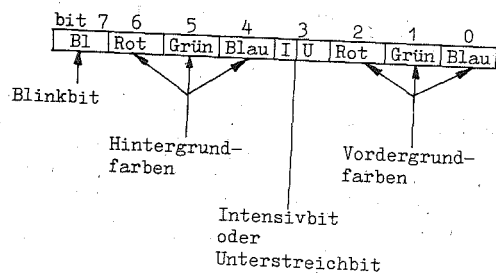 bit 7 6 5 4 3 2 1 0
Bl Rot Grün Blau I U Rot Grün Blau
Blinkbit
Hintergrund-
farben
Vordergrund-
farben
Intensivbit
oder
Unterstreichbit